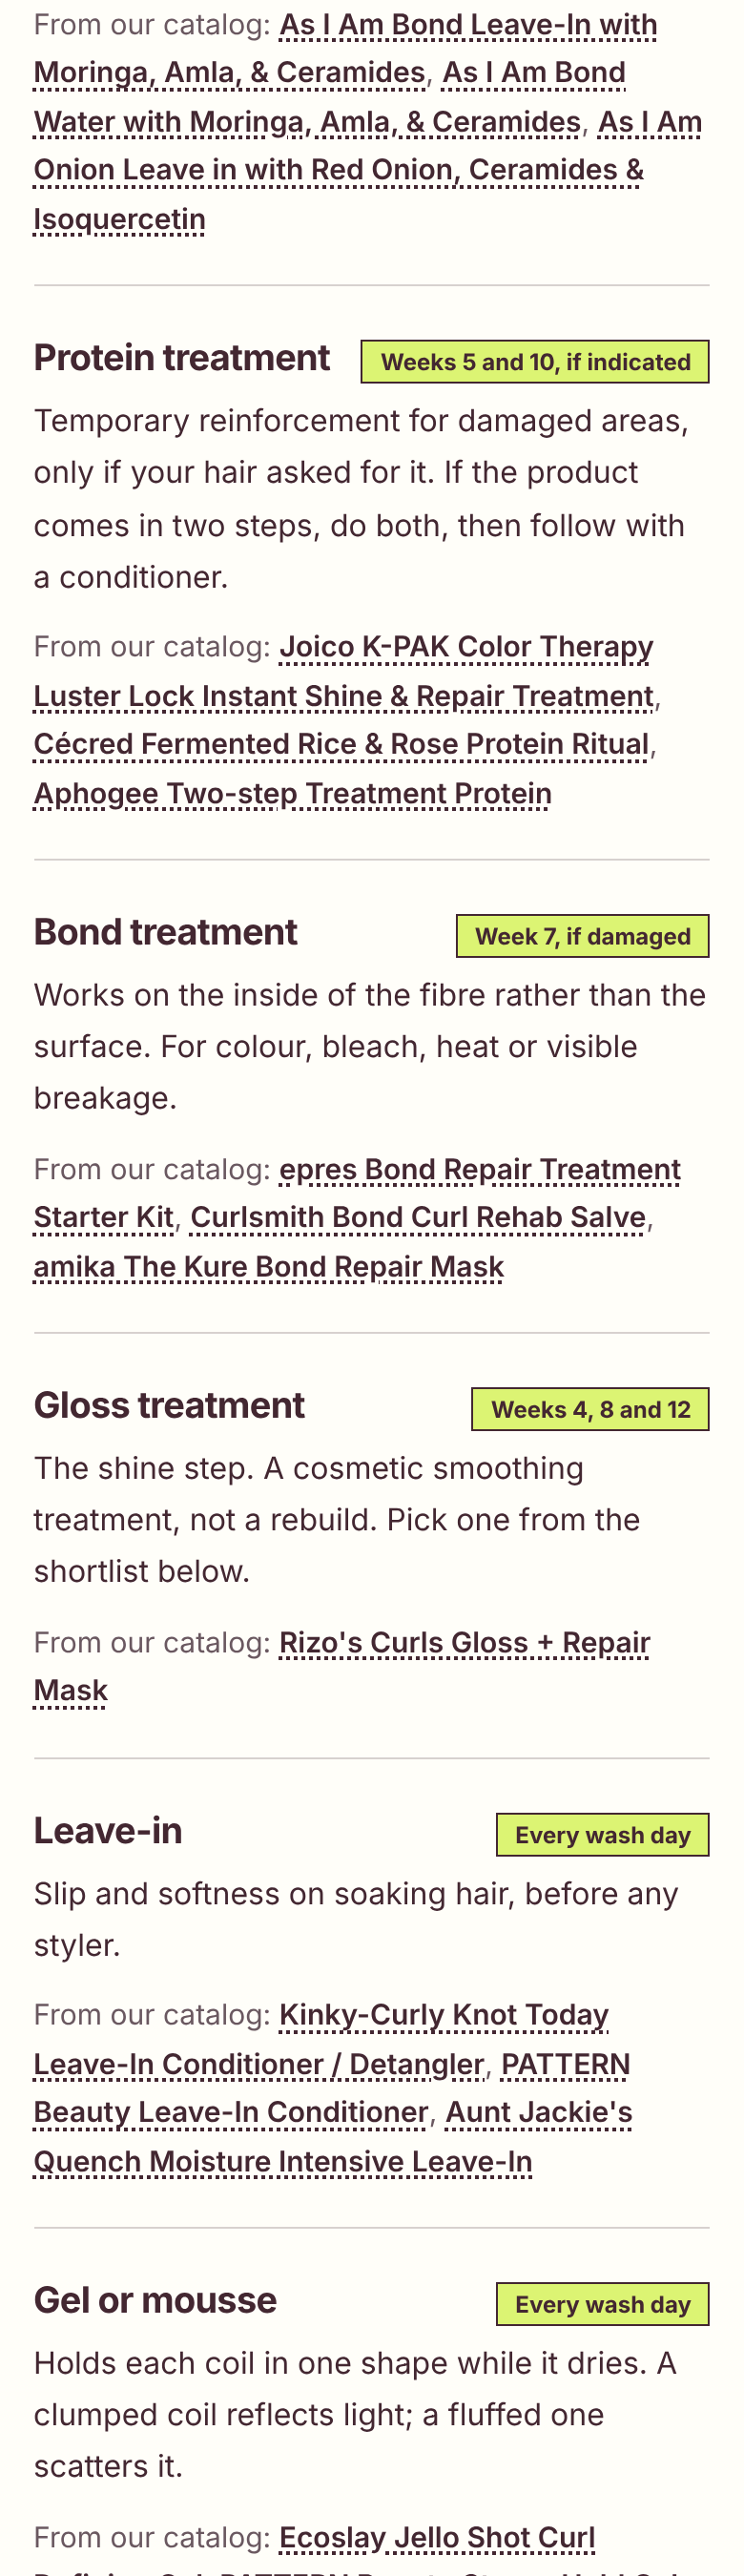 From our catalog: As I Am Bond Leave-In with
Moringa, Amla, & Ceramides, As I Am Bond
Water with Moringa, Amla, & Ceramides, As I Am
Onion Leave in with Red Onion, Ceramides &
Isoquercetin
Protein treatment Weeks 5 and 10, if indicated
Temporary reinforcement for damaged areas,
only if your hair asked for it. If the product
comes in two steps, do both, then follow with
a conditioner.
From our catalog: Joico K-PAK Color Therapy
Luster Lock Instant Shine & Repair Treatment,
Cécred Fermented Rice & Rose Protein Ritual,
Aphogee Two-step Treatment Protein
Bond treatment Week 7, if damaged
Works on the inside of the fibre rather than the
surface. For colour, bleach, heat or visible
breakage.
From our catalog: epres Bond Repair Treatment
Starter Kit, Curlsmith Bond Curl Rehab Salve,
amika The Kure Bond Repair Mask
Gloss treatment Weeks 4, 8 and 12
The shine step. A cosmetic smoothing
treatment, not a rebuild. Pick one from the
shortlist below.
From our catalog: Rizo's Curls Gloss + Repair
Mask
Leave-in Every wash day
Slip and softness on soaking hair, before any
styler.
From our catalog: Kinky-Curly Knot Today
Leave-In Conditioner / Detangler, PATTERN
Beauty Leave-In Conditioner, Aunt Jackie's
Quench Moisture Intensive Leave-In
Gel or mousse Every wash day
Holds each coil in one shape while it dries. A
clumped coil reflects light; a fluffed one
scatters it.
From our catalog: Ecoslay Jello Shot Curl